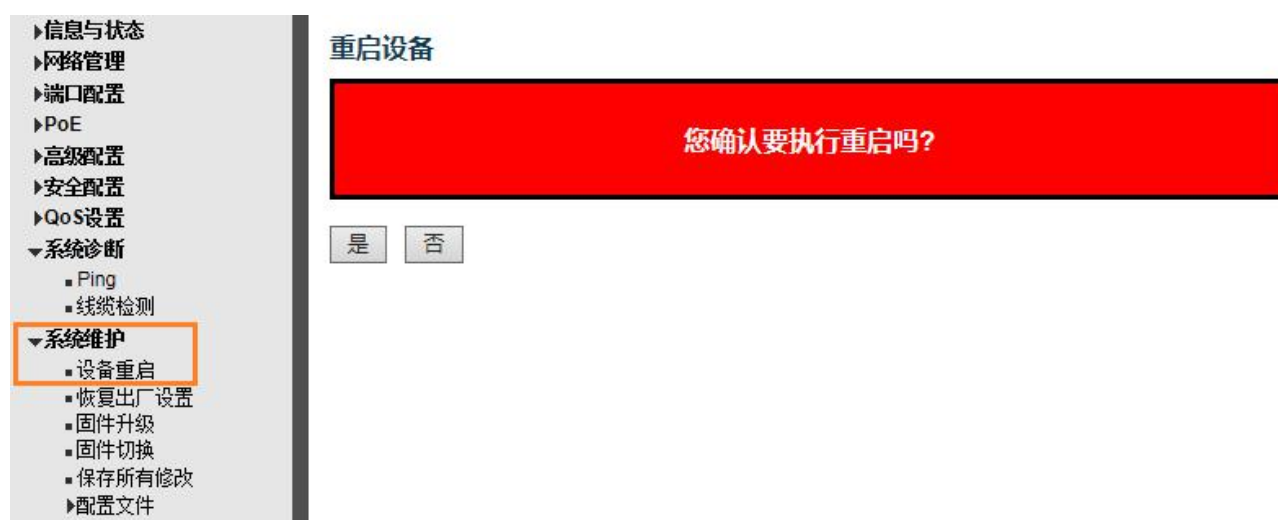 信息与状态
网络管理
端口配置
PoE
高级配置
安全配置
QoS设置
系统诊断
Ping
线缆检测
系统维护
设备重启
恢复出厂设置
固件升级
固件切换
保存所有修改
配置文件
重启设备
您确认要执行重启吗?
是 否